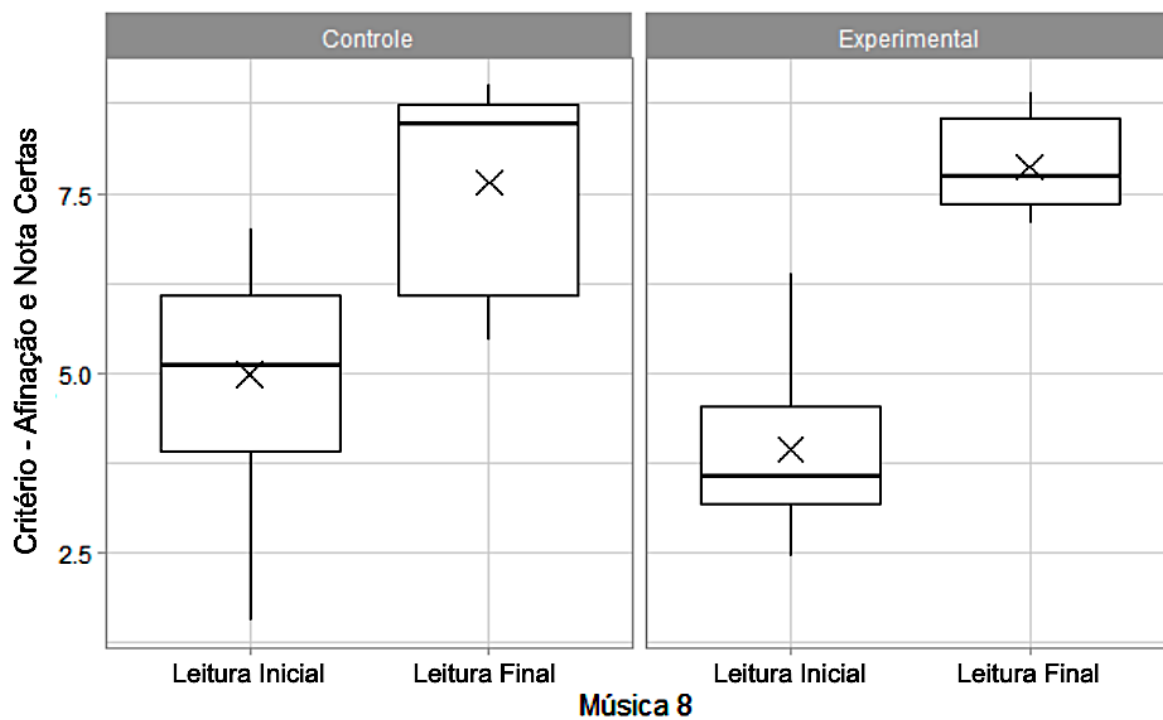 Controle
Experimental
Critério - Afinação e Nota Certas
7.5
5.0
2.5
Leitura Inicial
Leitura Final
Leitura Inicial
Leitura Final
Música 8